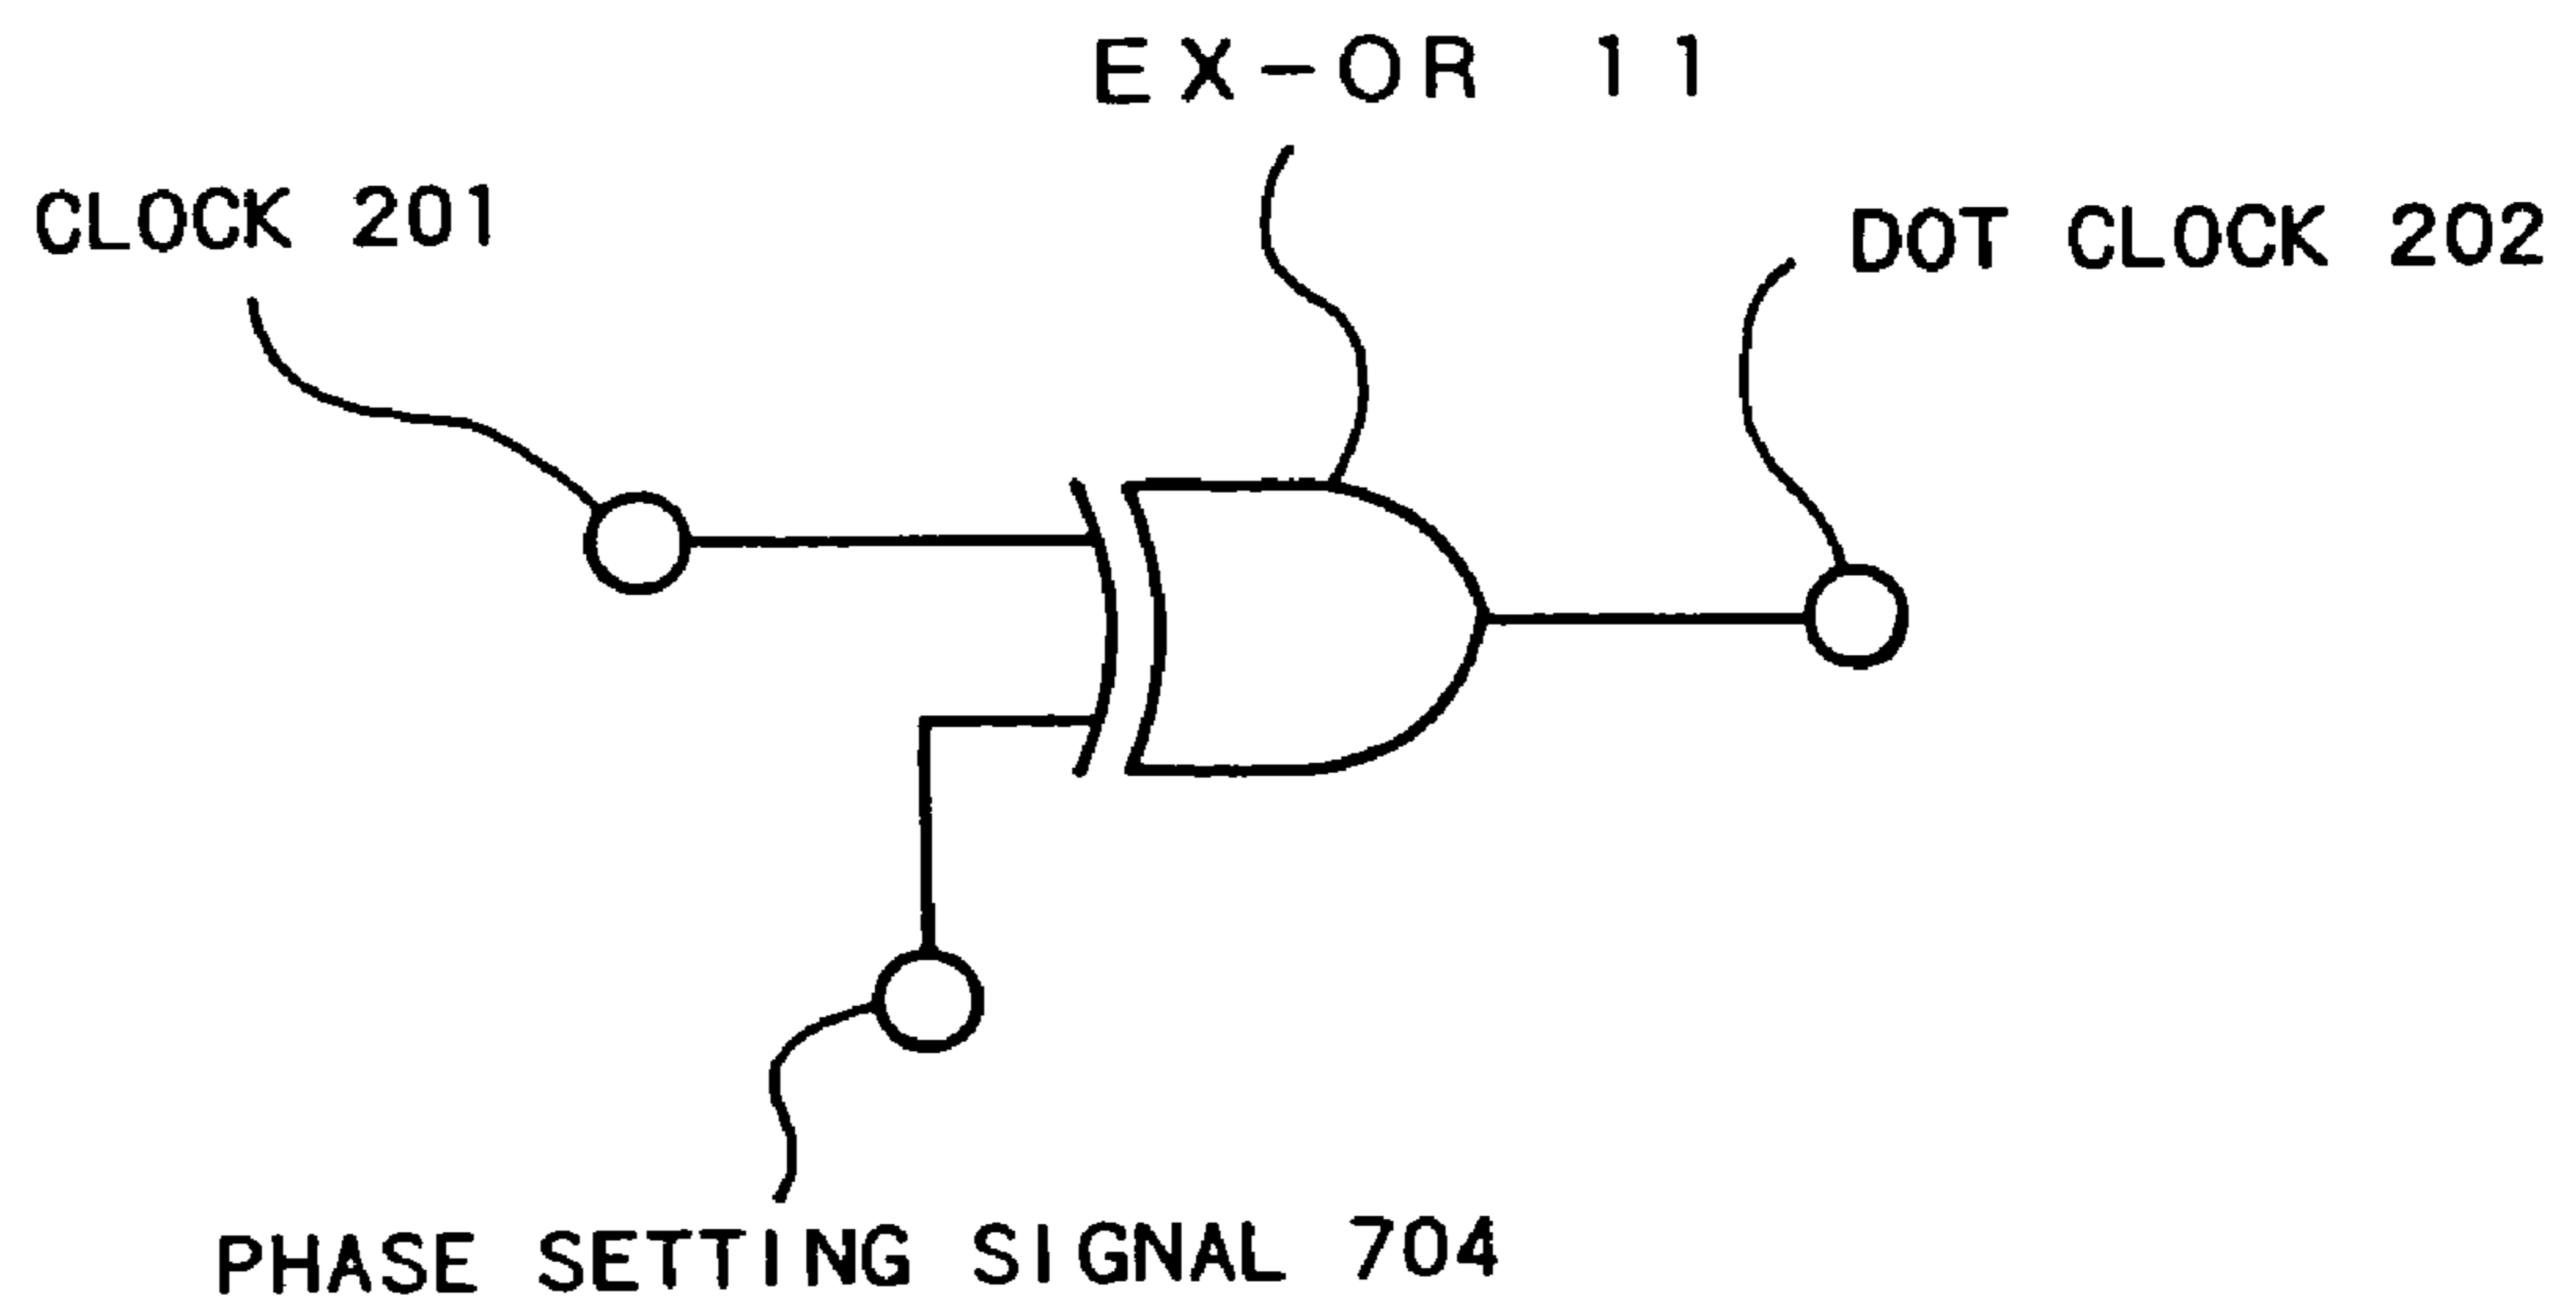 EX-OR 11
CLOCK 201
DOT CLOCK 202
PHASE SETTING SIGNAL 704